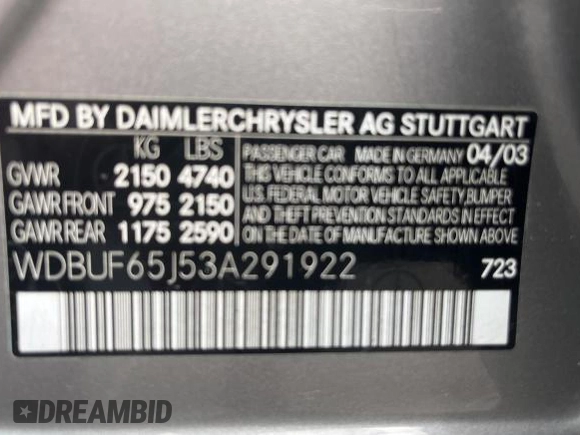 MFD BY DAIMLERCHRYSLER AG STUTTGART
KG LBS
GVWR 2150 4740
GAWR FRONT 975 2150
GAWR REAR 1175 2590
PASSENGER CAR MADE IN GERMANY 04/03
THIS VEHICLE CONFORMS TO ALL APPLICABLE
U.S. FEDERAL MOTOR VEHICLE SAFETY, BUMPER
AND THEFT PREVENTION STANDARDS IN EFFECT
ON THE DATE OF MANUFACTURE SHOWN ABOVE.
WDBUF65J53A291922 723
DREAMBID